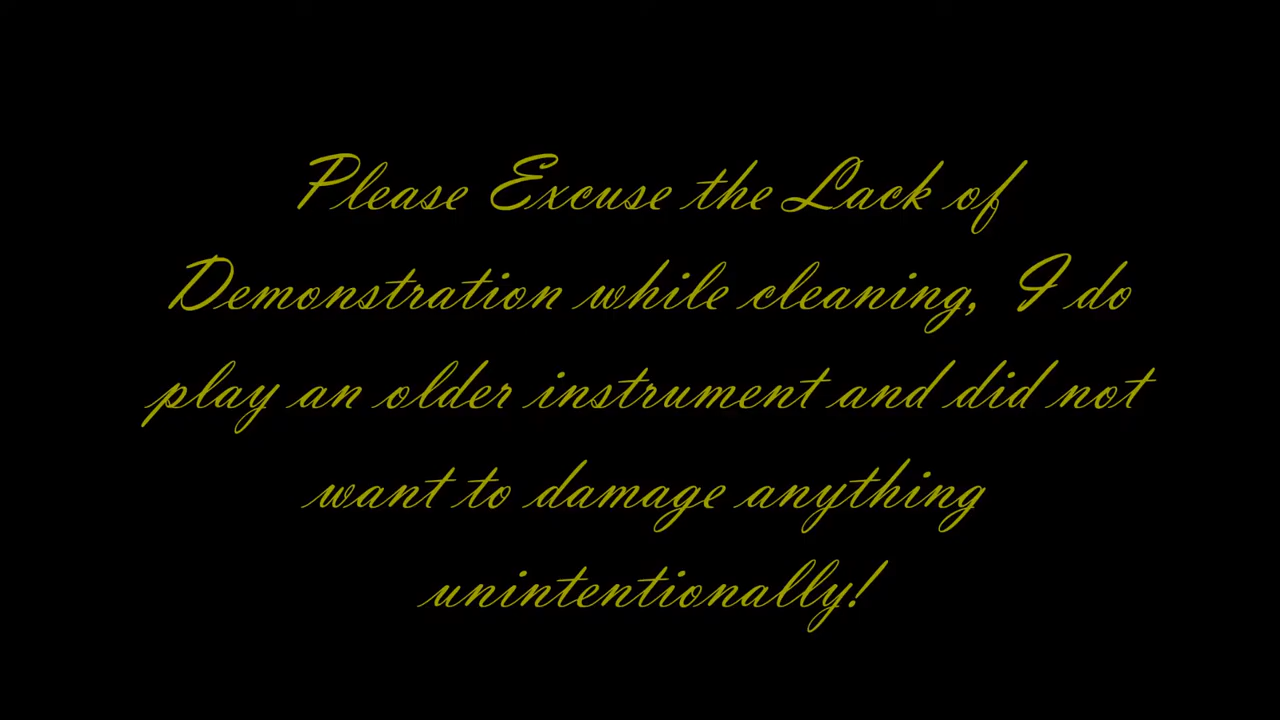 Please Excuse the Lack of
Demonstration while cleaning, I do
play an older instrument and did not
want to damage anything
unintentionally!